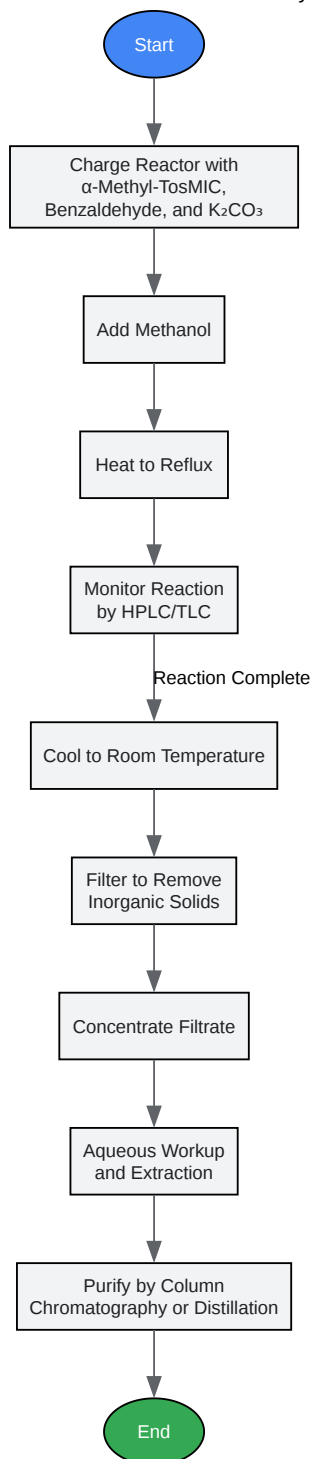 Start
Charge Reactor with
α-Methyl-TosMIC,
Benzaldehyde, and K₂CO₃
Add Methanol
Heat to Reflux
Monitor Reaction
by HPLC/TLC
Reaction Complete
Cool to Room Temperature
Filter to Remove
Inorganic Solids
Concentrate Filtrate
Aqueous Workup
and Extraction
Purify by Column
Chromatography or Distillation
End